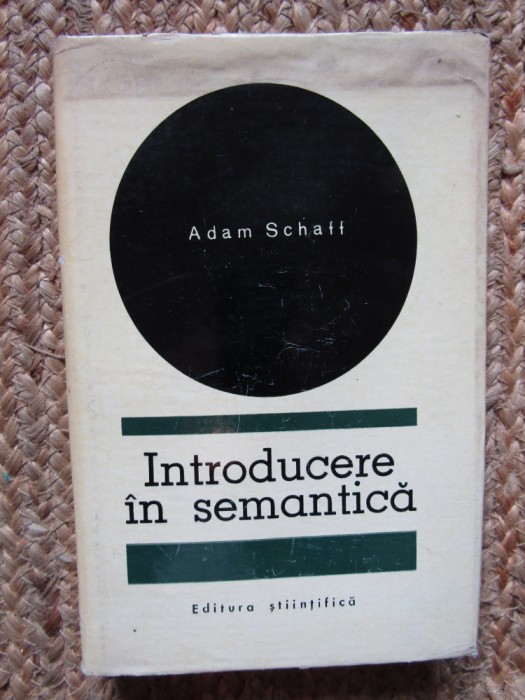 Adam Schaff
Introducere
în semantică
Editura științifică